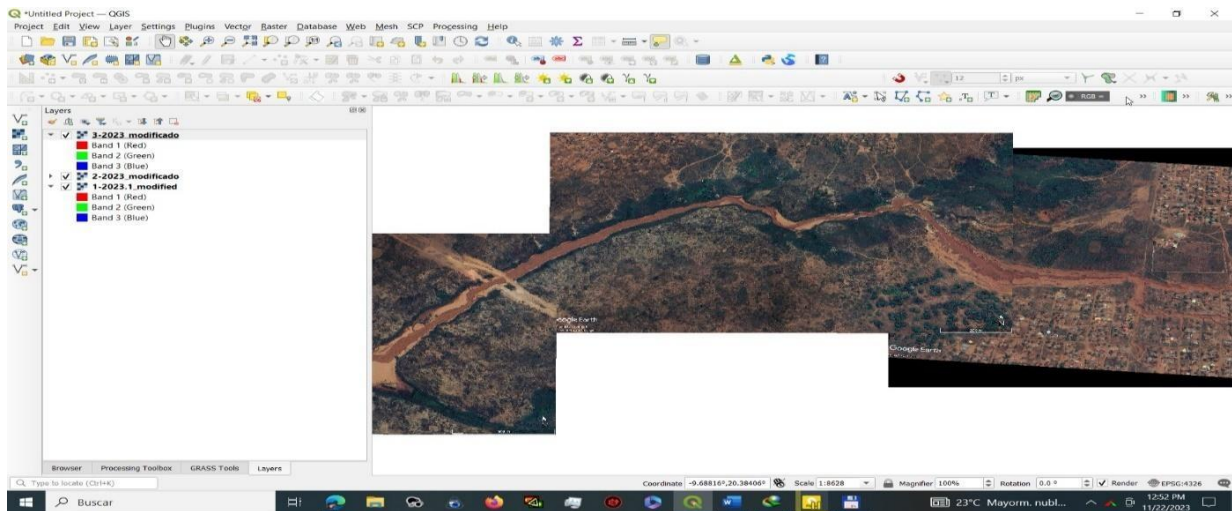 *Untitled Project — QGIS
Project Edit View Layer Settings Plugins Vector Raster Database Web Mesh SCP Processing Help
12 px
RGB
Layers
3-2023_modificado
Band 1 (Red)
Band 2 (Green)
Band 3 (Blue)
2-2023_modificado
1-2023.1_modified
Band 1 (Red)
Band 2 (Green)
Band 3 (Blue)
Google Earth
Google Earth
Browser Processing Toolbox GRASS Tools Layers
Type to locate (Ctrl+K)
Coordinate -9.68816°,20.38406° Scale 1:8628 Magnifier 100% Rotation 0.0 ° Render EPSG:4326
Buscar
23°C Mayorm. nubl...
12:52 PM
11/22/2023